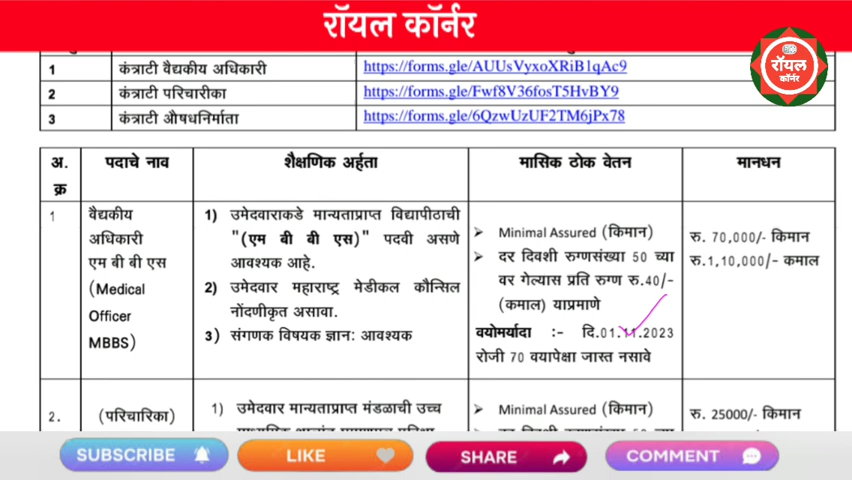 रॉयल कॉर्नर
रॉयल
कॉर्नर
1 कंत्राटी वैद्यकीय अधिकारी https://forms.gle/AUUsVyxoXRiB1qAc9
2 कंत्राटी परिचारीका https://forms.gle/Fwf8V36fosT5HvBY9
3 कंत्राटी औषधनिर्माता https://forms.gle/6QzwUzUF2TM6jPx78
अ. क्र पदाचे नाव शैक्षणिक अर्हता मासिक ठोक वेतन मानधन
1 वैद्यकीय
अधिकारी
एम बी बी एस
(Medical
Officer
MBBS)
1) उमेदवाराकडे मान्यताप्राप्त विद्यापीठाची
"(एम बी बी एस)" पदवी असणे
आवश्यक आहे.
2) उमेदवार महाराष्ट्र मेडीकल कौन्सिल
नोंदणीकृत असावा.
3) संगणक विषयक ज्ञान: आवश्यक
➢ Minimal Assured (किमान)
➢ दर दिवशी रुग्णसंख्या 50 च्या
वर गेल्यास प्रति रुग्ण रु.40/-
(कमाल) याप्रमाणे
वयोमर्यादा :- दि.01.11.2023
रोजी 70 वयापेक्षा जास्त नसावे
रु. 70,000/- किमान
रु.1,10,000/- कमाल
2. (परिचारिका)
1) उमेदवार मान्यताप्राप्त मंडळाची उच्च
➢ Minimal Assured (किमान)
रु. 25000/- किमान
SUBSCRIBE
LIKE
SHARE
COMMENT